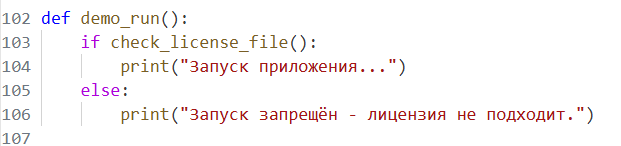 102 def demo_run():
103     if check_license_file():
104         print("Запуск приложения...")
105     else:
106         print("Запуск запрещён - лицензия не подходит.")
107